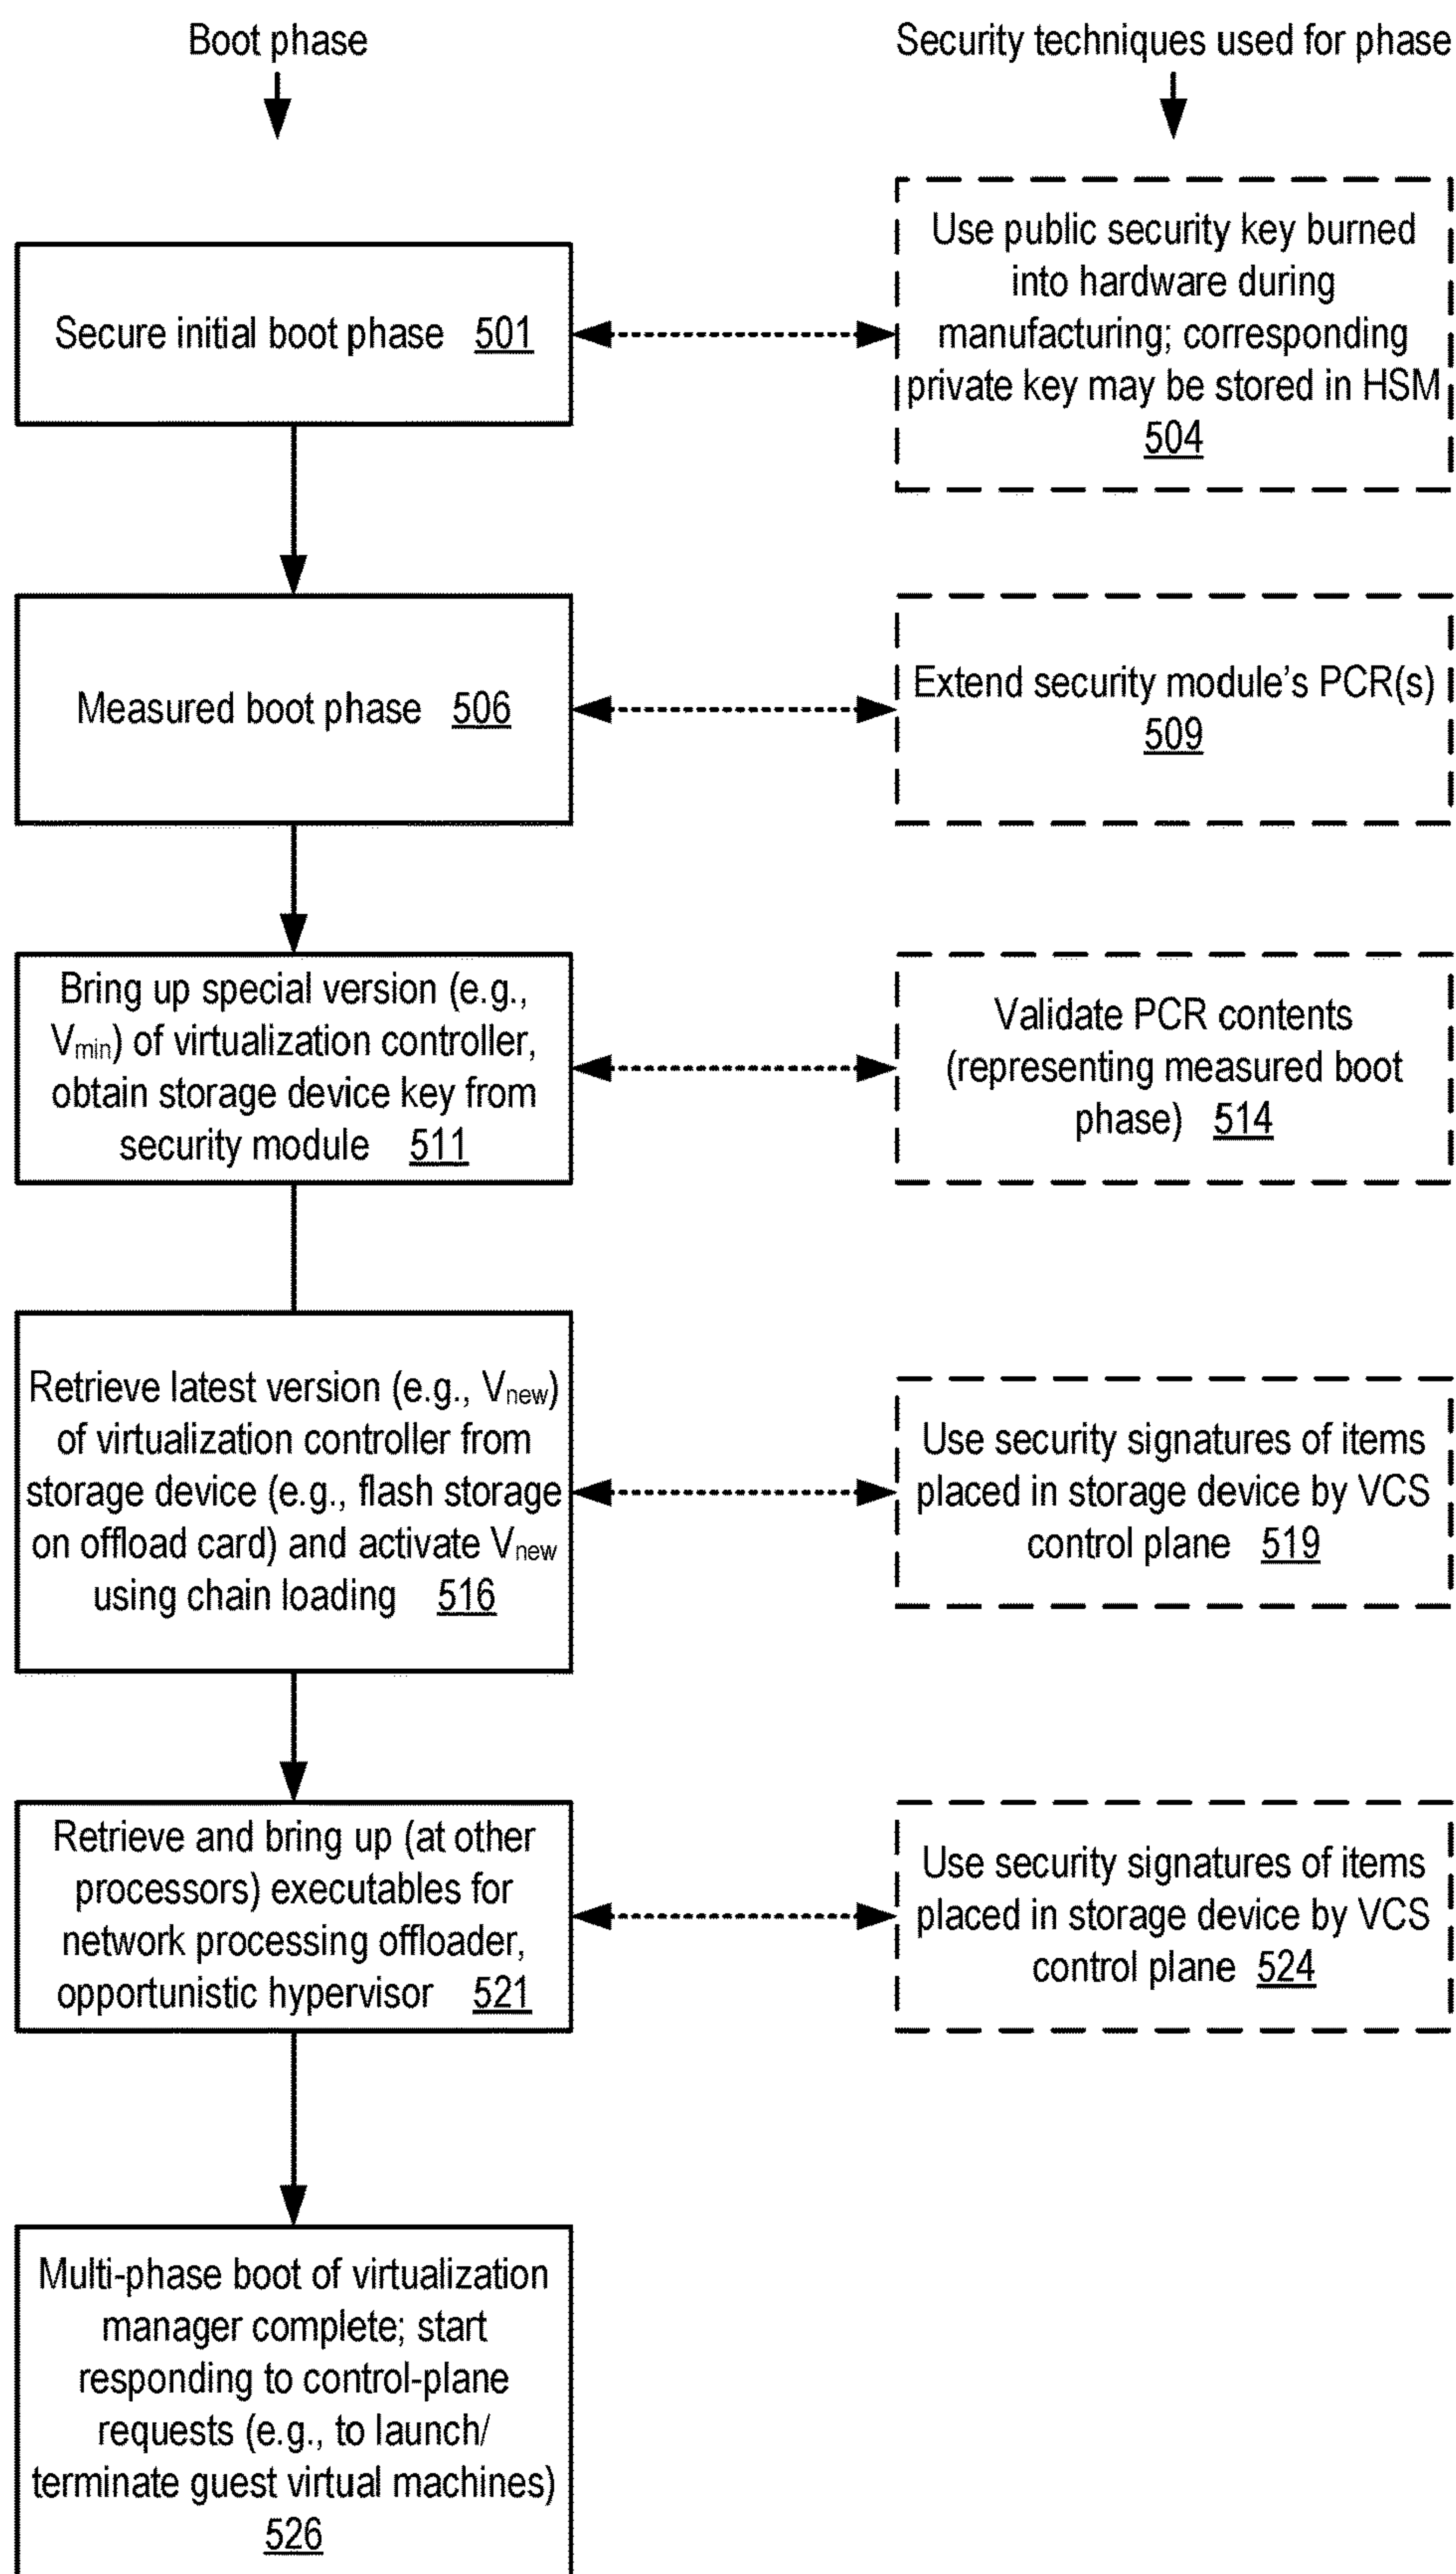 Boot phase
Security techniques used for phase
Secure initial boot phase 501
Use public security key burned
into hardware during
manufacturing; corresponding
private key may be stored in HSM
504
Measured boot phase 506
Extend security module’s PCR(s)
509
Bring up special version (e.g.,
Vmin) of virtualization controller,
obtain storage device key from
security module 511
Validate PCR contents
(representing measured boot
phase) 514
Retrieve latest version (e.g., Vnew)
of virtualization controller from
storage device (e.g., flash storage
on offload card) and activate Vnew
using chain loading 516
Use security signatures of items
placed in storage device by VCS
control plane 519
Retrieve and bring up (at other
processors) executables for
network processing offloader,
opportunistic hypervisor 521
Use security signatures of items
placed in storage device by VCS
control plane 524
Multi-phase boot of virtualization
manager complete; start
responding to control-plane
requests (e.g., to launch/
terminate guest virtual machines)
526